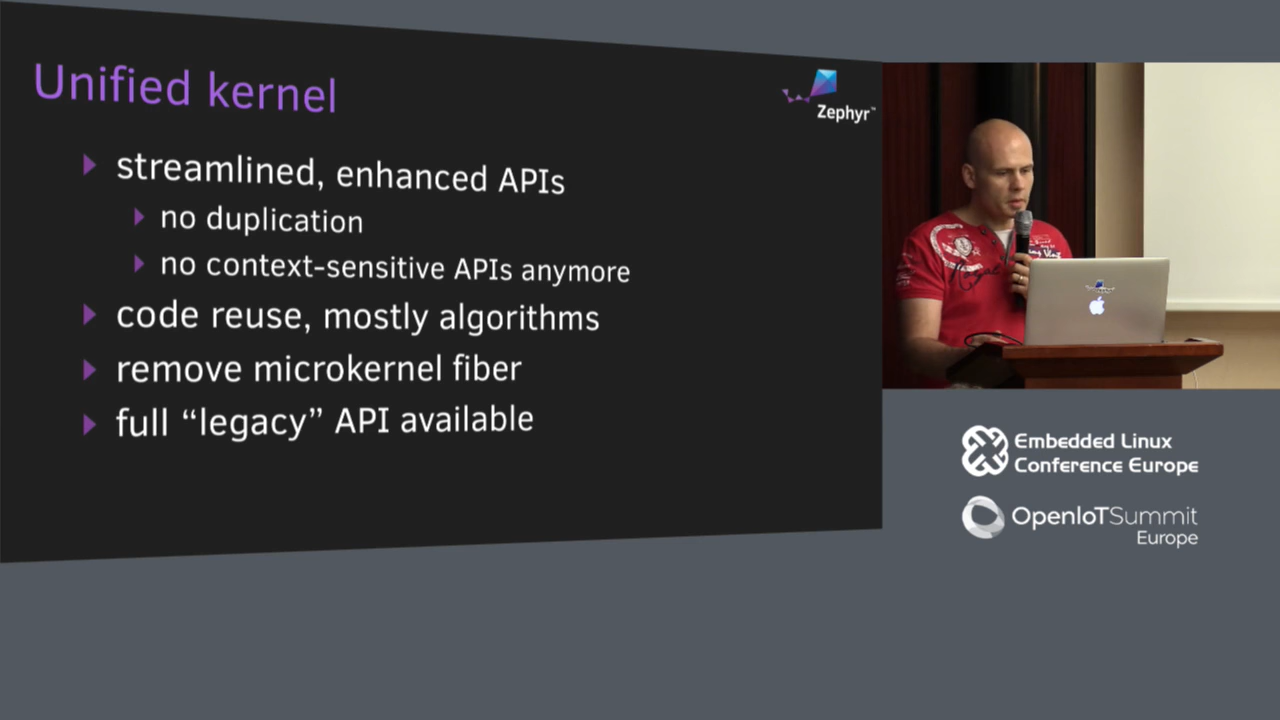 Unified kernel
Zephyr™
streamlined, enhanced APIs
no duplication
no context-sensitive APIs anymore
code reuse, mostly algorithms
remove microkernel fiber
full “legacy” API available
Embedded Linux
Conference Europe
OpenIoTSummit
Europe